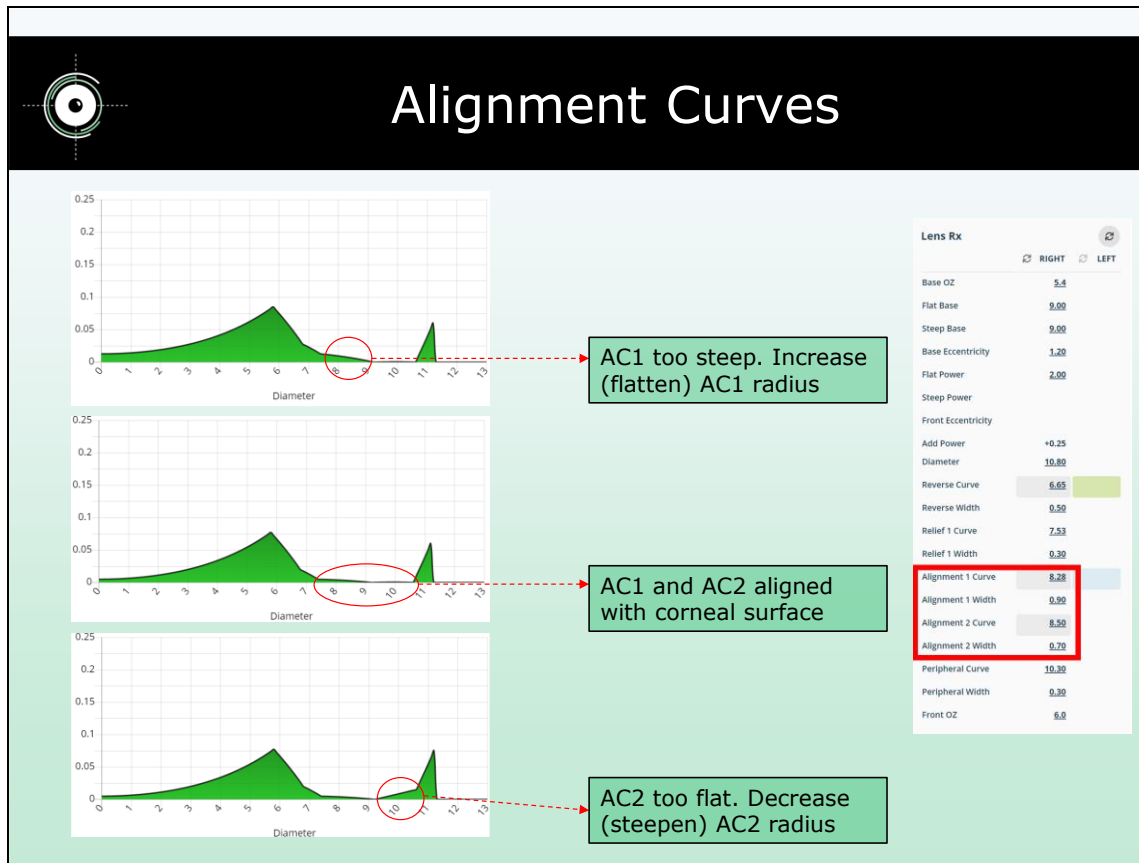 Alignment Curves
0.25
0.2
0.15
0.1
0.05
0
0 1 2 3 4 5 6 7 8 9 10 11 12 13
Diameter
AC1 too steep. Increase
(flatten) AC1 radius
0.25
0.2
0.15
0.1
0.05
0
0 1 2 3 4 5 6 7 8 9 10 11 12 13
Diameter
AC1 and AC2 aligned
with corneal surface
0.25
0.2
0.15
0.1
0.05
0
0 1 2 3 4 5 6 7 8 9 10 11 12 13
Diameter
AC2 too flat. Decrease
(steepen) AC2 radius
Lens Rx
RIGHT LEFT
Base OZ 5.4
Flat Base 9.00
Steep Base 9.00
Base Eccentricity 1.20
Flat Power 2.00
Steep Power
Front Eccentricity
Add Power +0.25
Diameter 10.80
Reverse Curve 6.65
Reverse Width 0.50
Relief 1 Curve 7.53
Relief 1 Width 0.30
Alignment 1 Curve 8.28
Alignment 1 Width 0.90
Alignment 2 Curve 8.50
Alignment 2 Width 0.70
Peripheral Curve 10.30
Peripheral Width 0.30
Front OZ 6.0